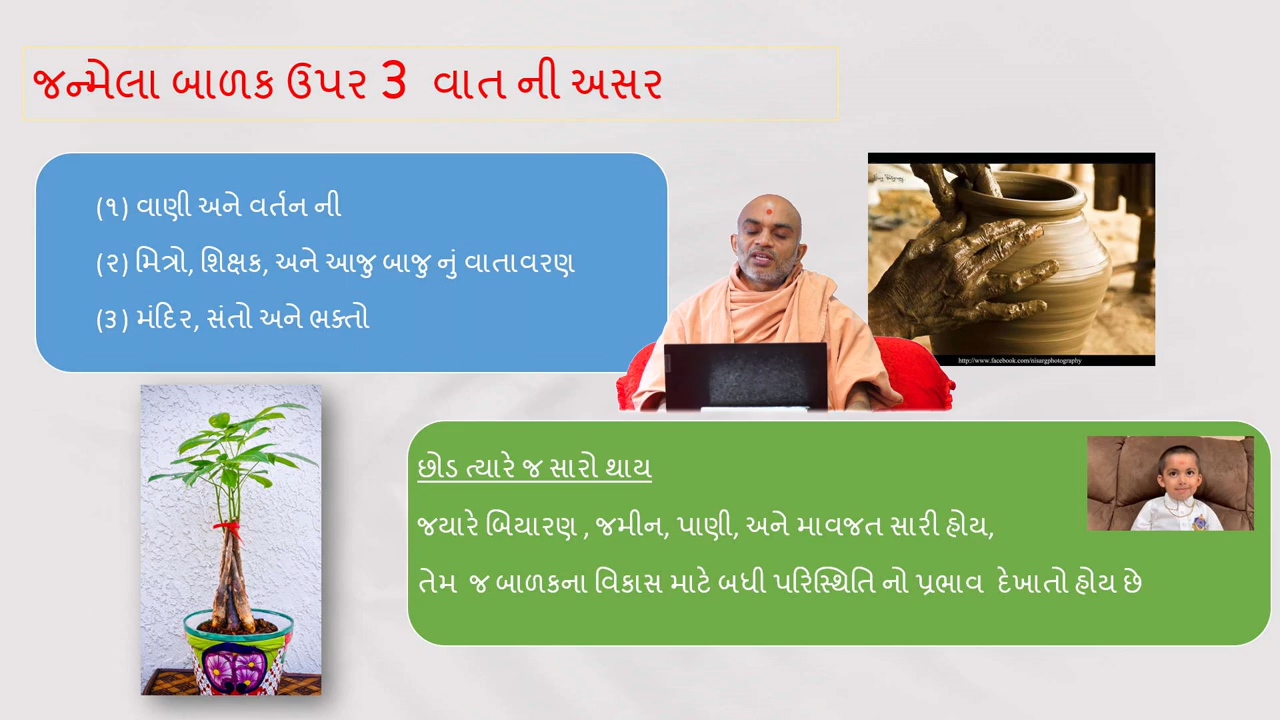 જન્મેલા બાળક ઉપર 3 વાત ની અસર
(૧) વાણી અને વર્તન ની
(૨) મિત્રો, શિક્ષક, અને આજુ બાજુ નું વાતાવરણ
(૩) મંદિર, સંતો અને ભક્તો
http://www.facebook.com/nisargphotography
છોડ ત્યારે જ સારો થાય
જયારે બિયારણ , જમીન, પાણી, અને માવજત સારી હોય,
તેમ જ બાળકના વિકાસ માટે બધી પરિસ્થિતિ નો પ્રભાવ દેખાતો હોય છે